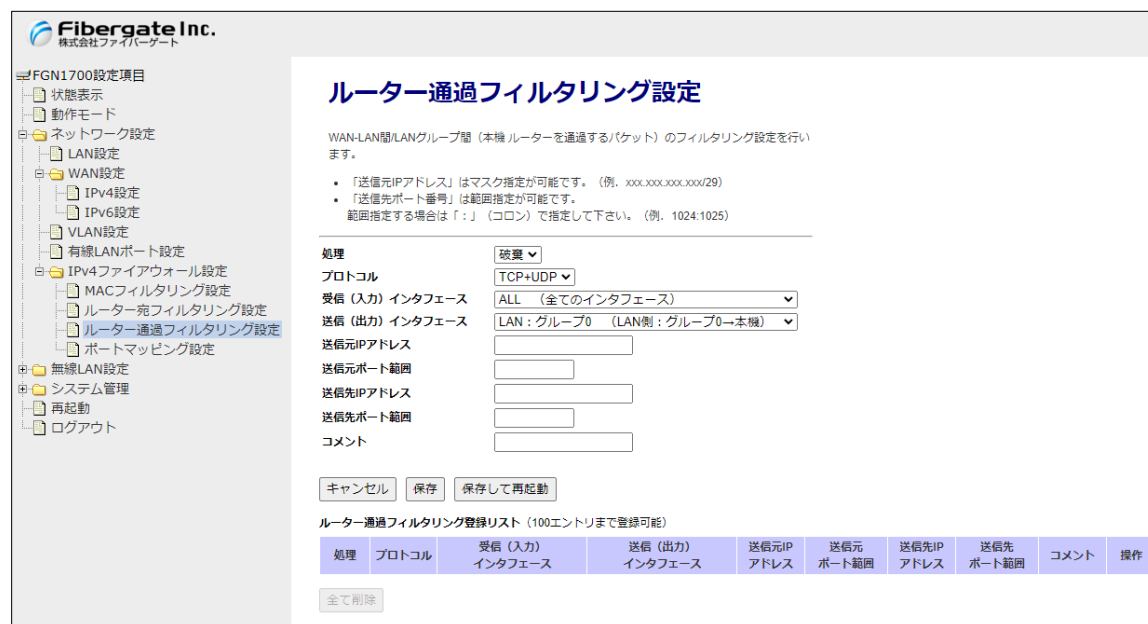 Fibergate Inc.
株式会社ファイバーゲート
FGN1700設定項目
状態表示
動作モード
ネットワーク設定
LAN設定
WAN設定
IPv4設定
IPv6設定
VLAN設定
有線LANポート設定
IPv4ファイアウォール設定
MACフィルタリング設定
ルーター宛フィルタリング設定
ルーター通過フィルタリング設定
ポートマッピング設定
無線LAN設定
システム管理
再起動
ログアウト
ルーター通過フィルタリング設定
WAN-LAN間/LANグループ間（本機 ルーターを通過するパケット）のフィルタリング設定を行い
ます。
• 「送信元IPアドレス」はマスク指定が可能です。（例．xxx.xxx.xxx.xxx/29）
• 「送信先ポート番号」は範囲指定が可能です。
範囲指定する場合は「：」（コロン）で指定して下さい。（例．1024:1025）
処理 破棄
プロトコル TCP+UDP
受信（入力）インタフェース ALL （全てのインタフェース）
送信（出力）インタフェース LAN：グループ0 （LAN側：グループ0→本機）
送信元IPアドレス
送信元ポート範囲
送信先IPアドレス
送信先ポート範囲
コメント
キャンセル 保存 保存して再起動
ルーター通過フィルタリング登録リスト（100エントリまで登録可能）
処理 プロトコル 受信（入力）インタフェース 送信（出力）インタフェース 送信元IPアドレス 送信元ポート範囲 送信先IPアドレス 送信先ポート範囲 コメント 操作
全て削除